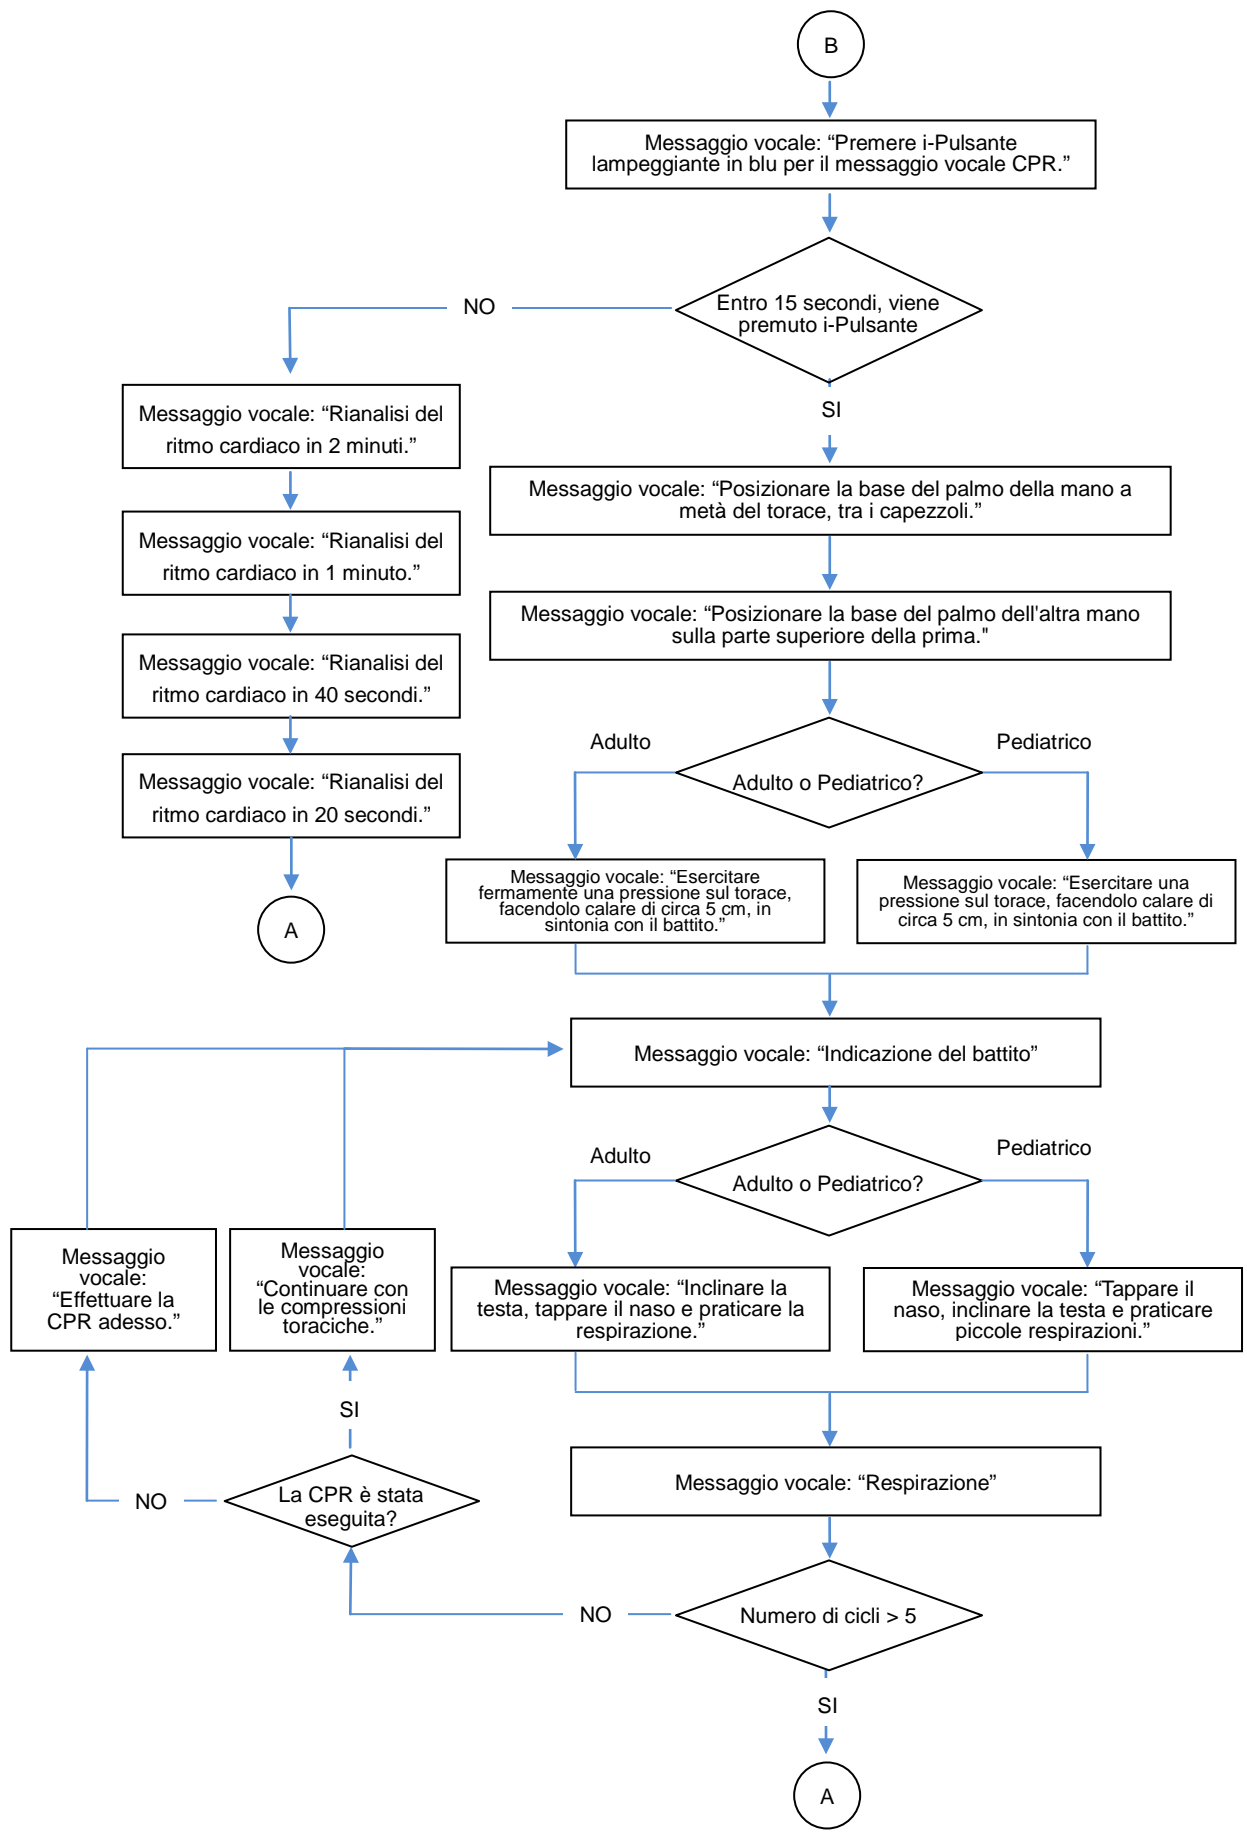 B
Messaggio vocale: “Premere i-Pulsante
lampeggiante in blu per il messaggio vocale CPR.”
Entro 15 secondi, viene
premuto i-Pulsante
NO
SI
Messaggio vocale: “Rianalisi del
ritmo cardiaco in 2 minuti.”
Messaggio vocale: “Rianalisi del
ritmo cardiaco in 1 minuto.”
Messaggio vocale: “Rianalisi del
ritmo cardiaco in 40 secondi.”
Messaggio vocale: “Rianalisi del
ritmo cardiaco in 20 secondi.”
A
Messaggio vocale: “Posizionare la base del palmo della mano a
metà del torace, tra i capezzoli.”
Messaggio vocale: “Posizionare la base del palmo dell'altra mano
sulla parte superiore della prima."
Adulto
Pediatrico
Adulto o Pediatrico?
Messaggio vocale: “Esercitare
fermamente una pressione sul torace,
facendolo calare di circa 5 cm, in
sintonia con il battito.”
Messaggio vocale: “Esercitare una
pressione sul torace, facendolo calare di
circa 5 cm, in sintonia con il battito.”
Messaggio vocale: “Indicazione del battito”
Adulto
Pediatrico
Adulto o Pediatrico?
Messaggio
vocale:
“Effettuare la
CPR adesso.”
Messaggio
vocale:
“Continuare con
le compressioni
toraciche.”
Messaggio vocale: “Inclinare la
testa, tappare il naso e praticare la
respirazione.”
Messaggio vocale: “Tappare il
naso, inclinare la testa e praticare
piccole respirazioni.”
SI
NO
La CPR è stata
eseguita?
Messaggio vocale: “Respirazione”
NO
Numero di cicli > 5
SI
A